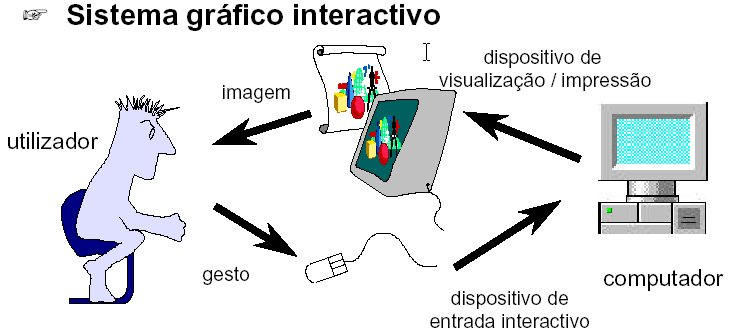 Sistema gráfico interactivo
dispositivo de
visualização / impressão
imagem
utilizador
gesto
computador
dispositivo de
entrada interactivo